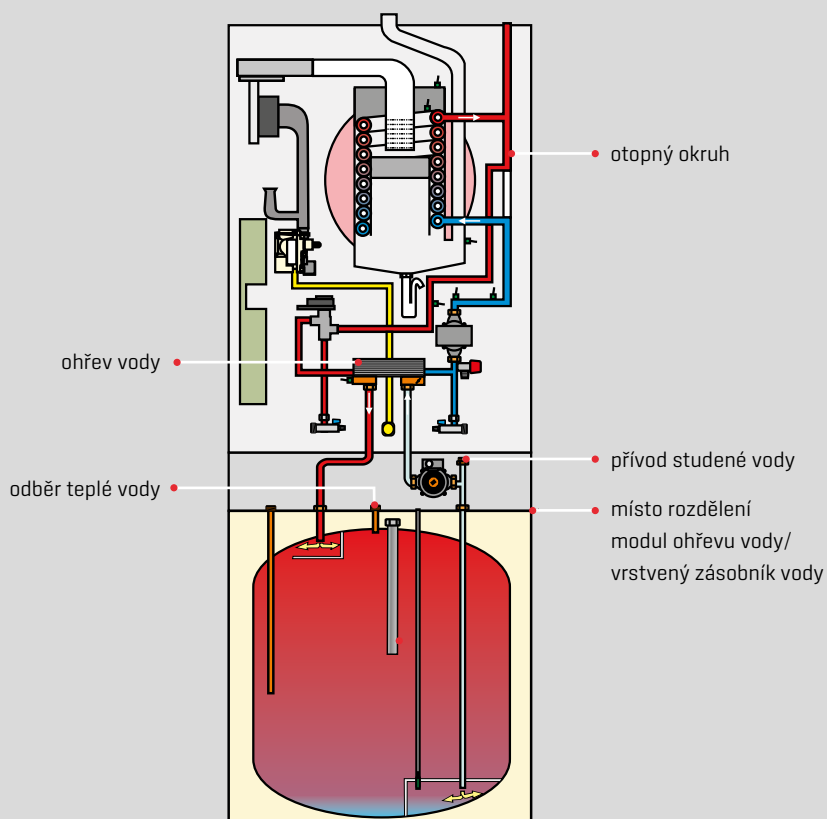 otopný okruh
ohřev vody
přívod studené vody
odběr teplé vody
místo rozdělení
modul ohřevu vody/
vrstvený zásobník vody